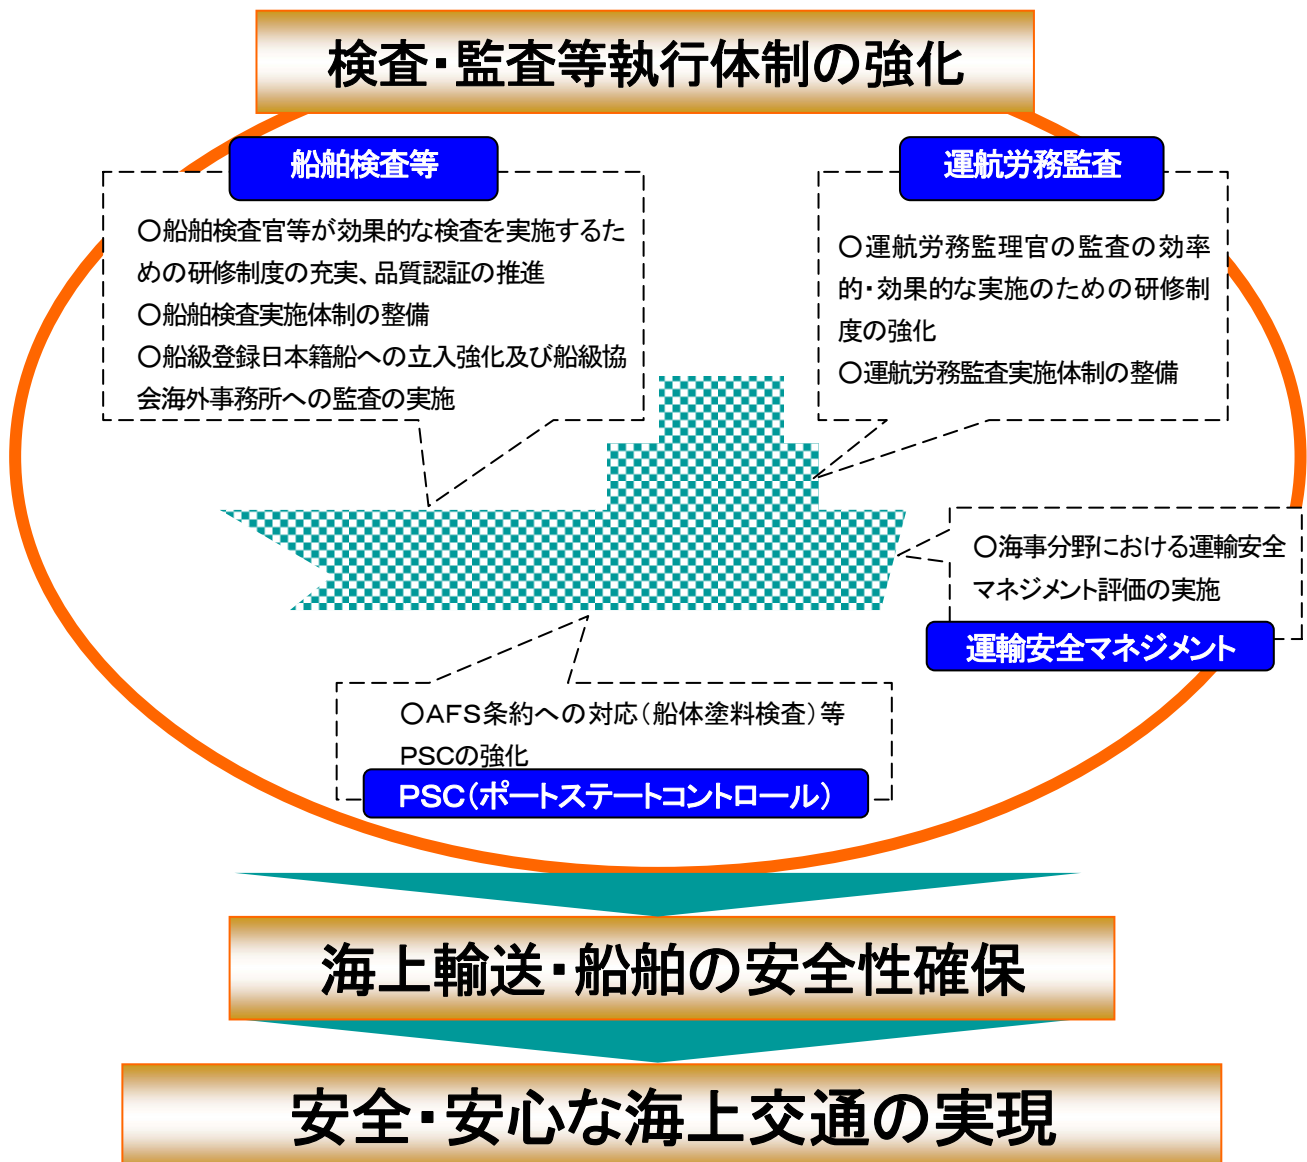 検査・監査等執行体制の強化
船舶検査等
○船舶検査官等が効果的な検査を実施するた
めの研修制度の充実、品質認証の推進
○船舶検査実施体制の整備
○船級登録日本籍船への立入強化及び船級協
会海外事務所への監査の実施
運航労務監査
○運航労務監理官の監査の効率
的・効果的な実施のための研修制
度の強化
○運航労務監査実施体制の整備
○海事分野における運輸安全
マネジメント評価の実施
運輸安全マネジメント
○AFS条約への対応（船体塗料検査）等
PSCの強化
PSC（ポートステートコントロール）
海上輸送・船舶の安全性確保
安全・安心な海上交通の実現